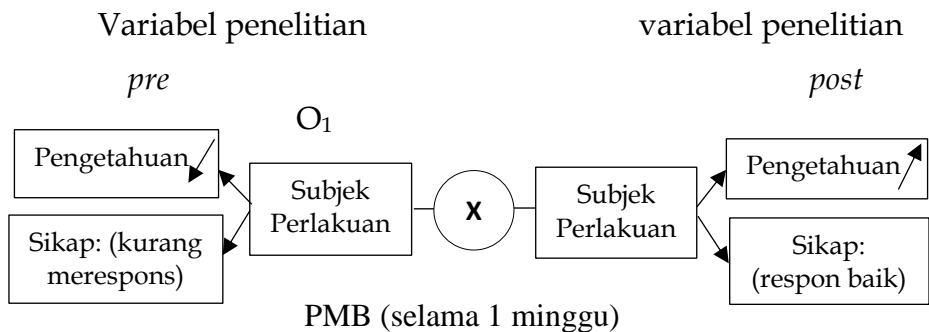 Variabel penelitian
variabel penelitian
pre
post
O1
Pengetahuan
Sikap: (kurang
merespons)
Subjek
Perlakuan
X
Subjek
Perlakuan
Pengetahuan
Sikap:
(respon baik)
PMB (selama 1 minggu)